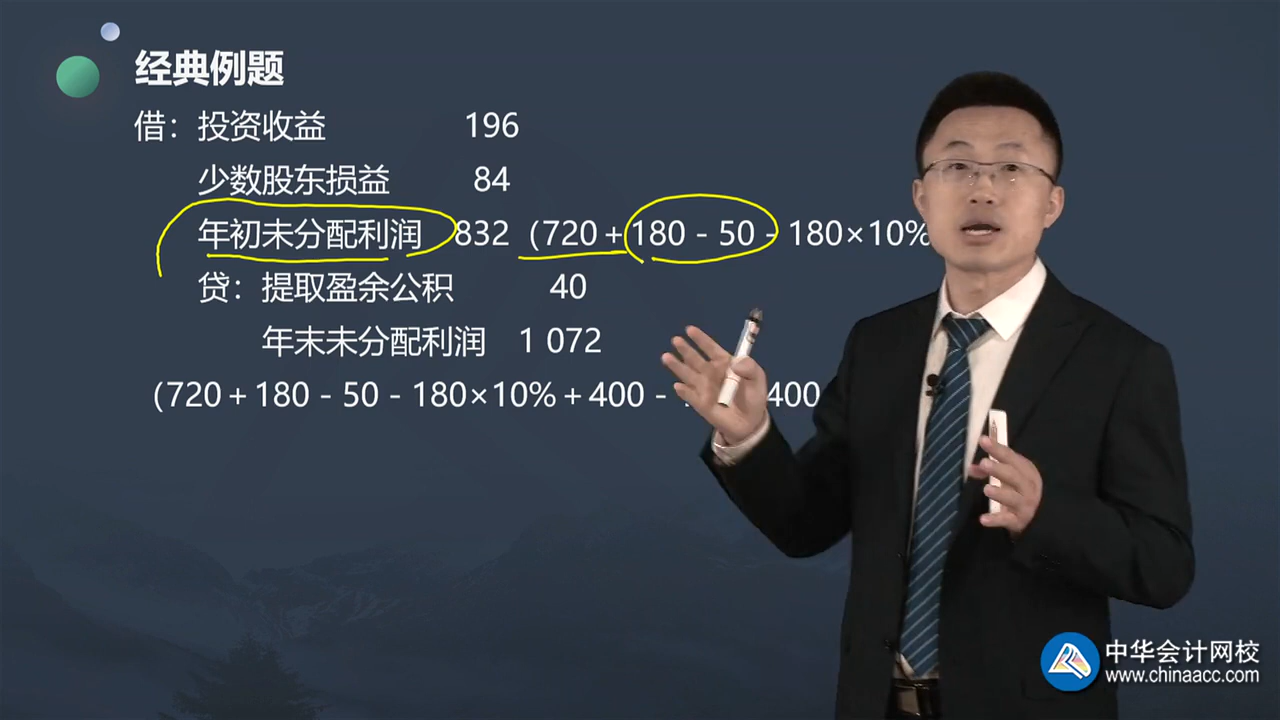 经典例题
借：投资收益 196
少数股东损益 84
年初未分配利润 832（720＋180－50－180×10%
贷：提取盈余公积 40
年末未分配利润 1 072
（720＋180－50－180×10%＋400－ 400
中华会计网校
www.chinaacc.com